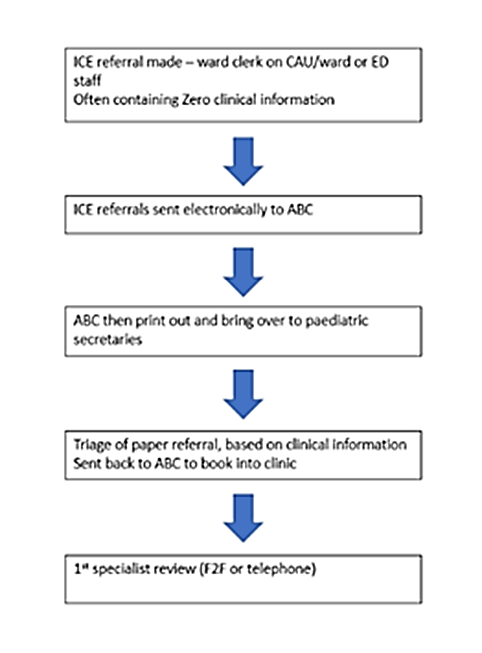 ICE referral made – ward clerk on CAU/ward or ED
staff
Often containing Zero clinical information
ICE referrals sent electronically to ABC
ABC then print out and bring over to paediatric
secretaries
Triage of paper referral, based on clinical information
Sent back to ABC to book into clinic
1st specialist review (F2F or telephone)